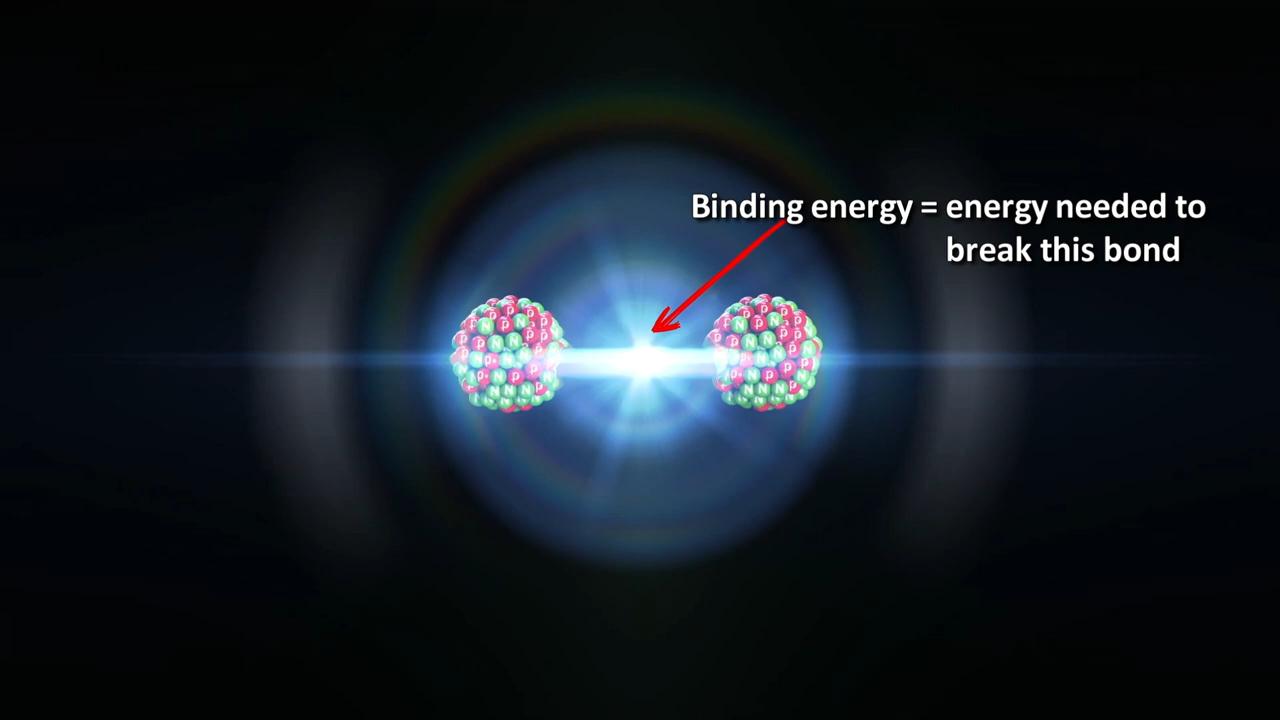 Binding energy = energy needed to
break this bond